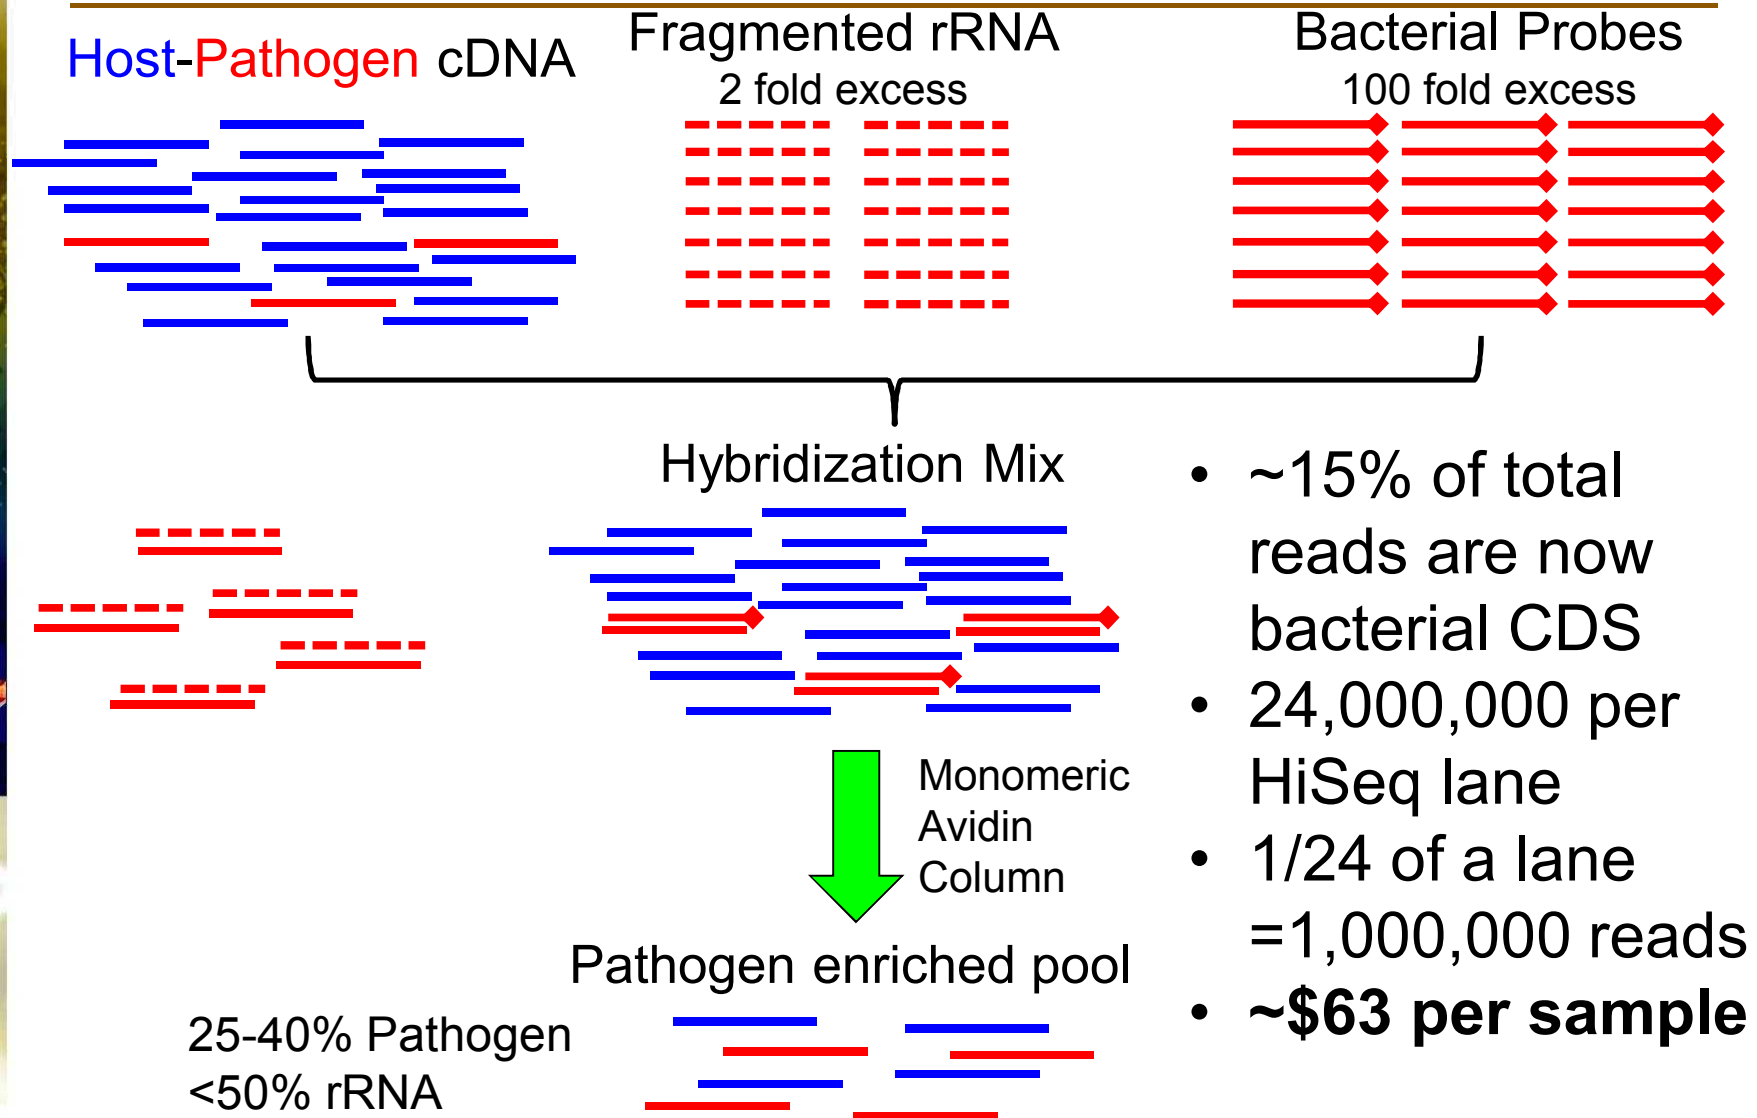 Host-Pathogen cDNA
Fragmented rRNA
2 fold excess
Bacterial Probes
100 fold excess
Hybridization Mix
• ~15% of total
reads are now
bacterial CDS
• 24,000,000 per
HiSeq lane
• 1/24 of a lane
=1,000,000 reads
• ~$63 per sample
Monomeric
Avidin
Column
Pathogen enriched pool
25-40% Pathogen
<50% rRNA